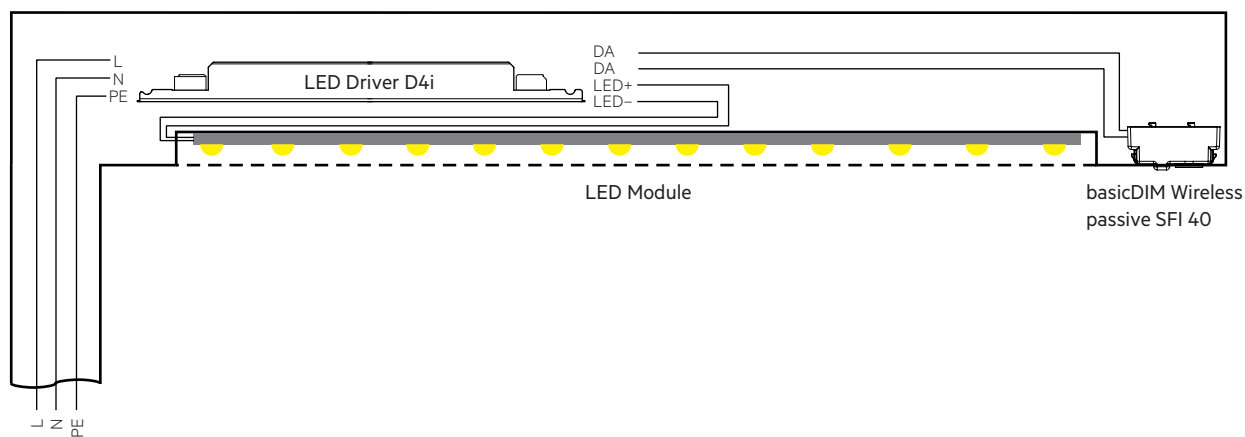 L
N
PE
LED Driver D4i
DA
DA
LED+
LED–
LED Module
basicDIM Wireless
passive SFI 40
L
N
PE